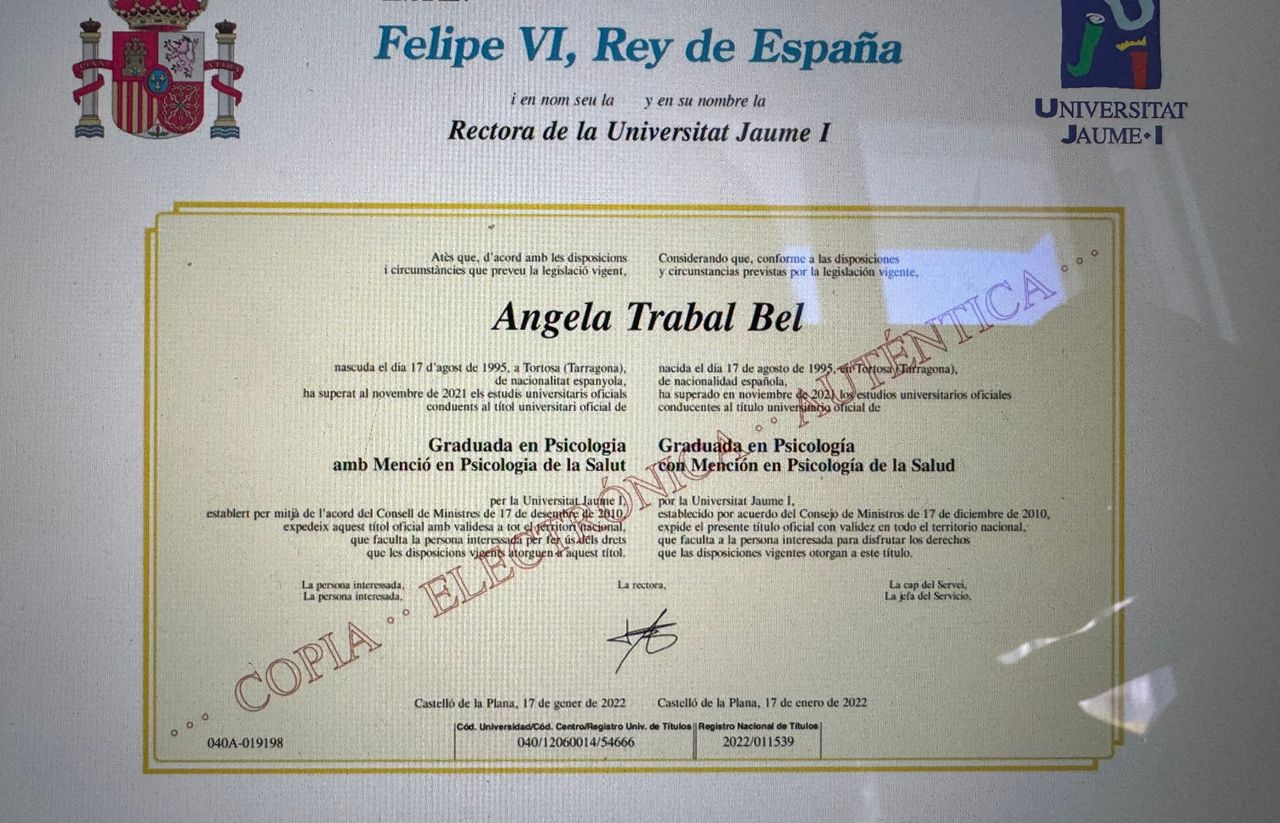 Felipe VI, Rey de España
i en nom seu la y en su nombre la
Rectora de la Universitat Jaume I
UNIVERSITAT
JAUME·I
Atès que, d'acord amb les disposicions
i circumstàncies que preveu la legislació vigent,
Considerando que, conforme a las disposiciones
y circunstancias previstas por la legislación vigente,
Angela Trabal Bel
nascuda el dia 17 d'agost de 1995, a Tortosa (Tarragona),
de nacionalitat espanyola,
ha superat al novembre de 2021 els estudis universitaris oficials
conduents al títol universitari oficial de
nacida el día 17 de agosto de 1995, en Tortosa (Tarragona),
de nacionalidad española,
ha superado en noviembre de 2021 los estudios universitarios oficiales
conducentes al título universitario oficial de
Graduada en Psicologia
amb Menció en Psicologia de la Salut
Graduada en Psicología
con Mención en Psicología de la Salud
per la Universitat Jaume I,
establert per mitjà de l'acord del Consell de Ministres de 17 de desembre de 2010,
expedeix aquest títol oficial amb validesa a tot el territori nacional,
que faculta la persona interessada per fer ús dels drets
que les disposicions vigents atorguen a aquest títol.
por la Universitat Jaume I,
establecido por acuerdo del Consejo de Ministros de 17 de diciembre de 2010,
expide el presente título oficial con validez en todo el territorio nacional,
que faculta a la persona interesada para disfrutar los derechos
que las disposiciones vigentes otorgan a este título.
La persona interessada,
La persona interesada,
La rectora,
La cap del Servei,
La jefa del Servicio,
COPIA ·· ELECTRÓNICA ·· AUTÉNTICA
Castelló de la Plana, 17 de gener de 2022
Castelló de la Plana, 17 de enero de 2022
040A-019198
Cód. Universidad/Cód. Centro/Registro Univ. de Títulos
040/12060014/54666
Registro Nacional de Títulos
2022/011539